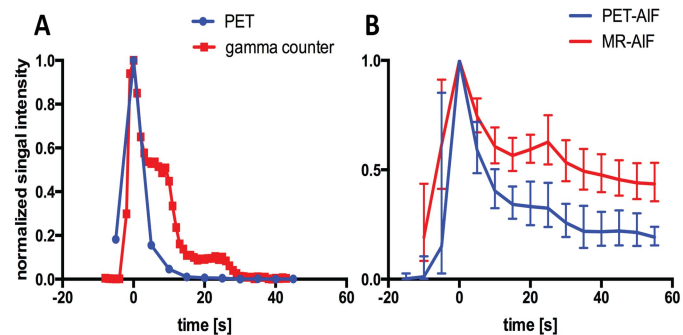 A
PET
gamma counter
normalized singal intensity
1.0
0.8
0.6
0.4
0.2
0.0
-20
0
20
40
60
time [s]
B
PET-AIF
MR-AIF
1.0
0.5
0.0
-20
0
20
40
60
time [s]